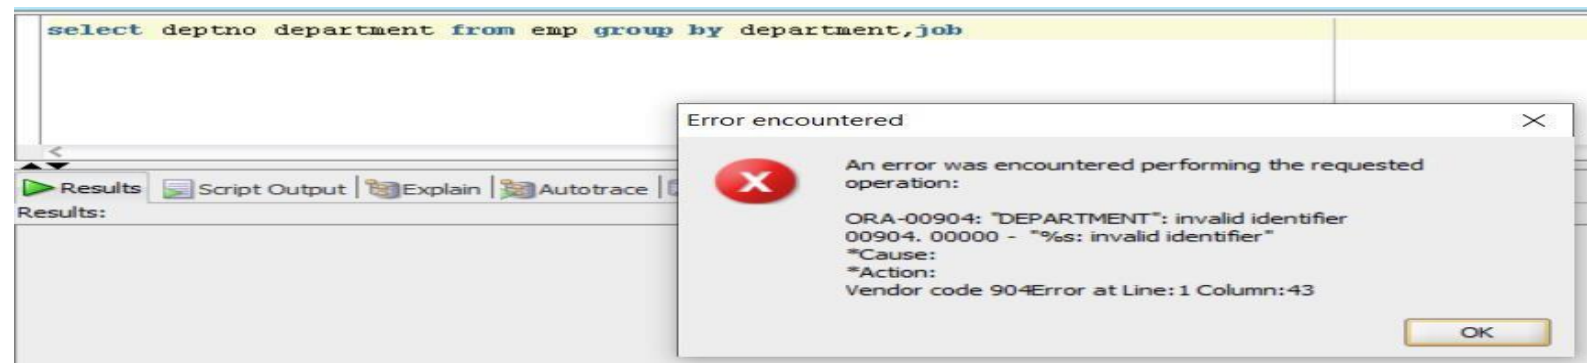 select deptno department from emp group by department,job
Error encountered
An error was encountered performing the requested
operation:
ORA-00904: "DEPARTMENT": invalid identifier
00904. 00000 - "%s: invalid identifier"
*Cause:
*Action:
Vendor code 904Error at Line:1 Column:43
OK
Results Script Output Explain Autotrace
Results: